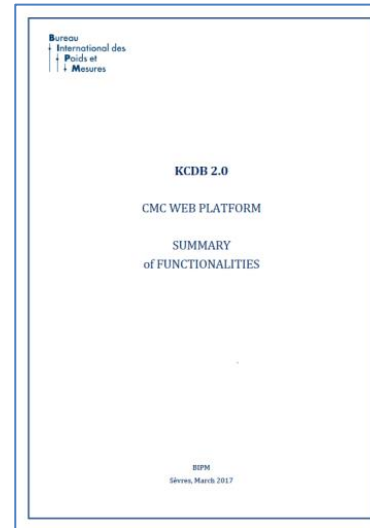 Bureau
International des
Poids et
Mesures
KCDB 2.0
CMC WEB PLATFORM
SUMMARY
of FUNCTIONALITIES
BIPM
Sèvres, March 2017